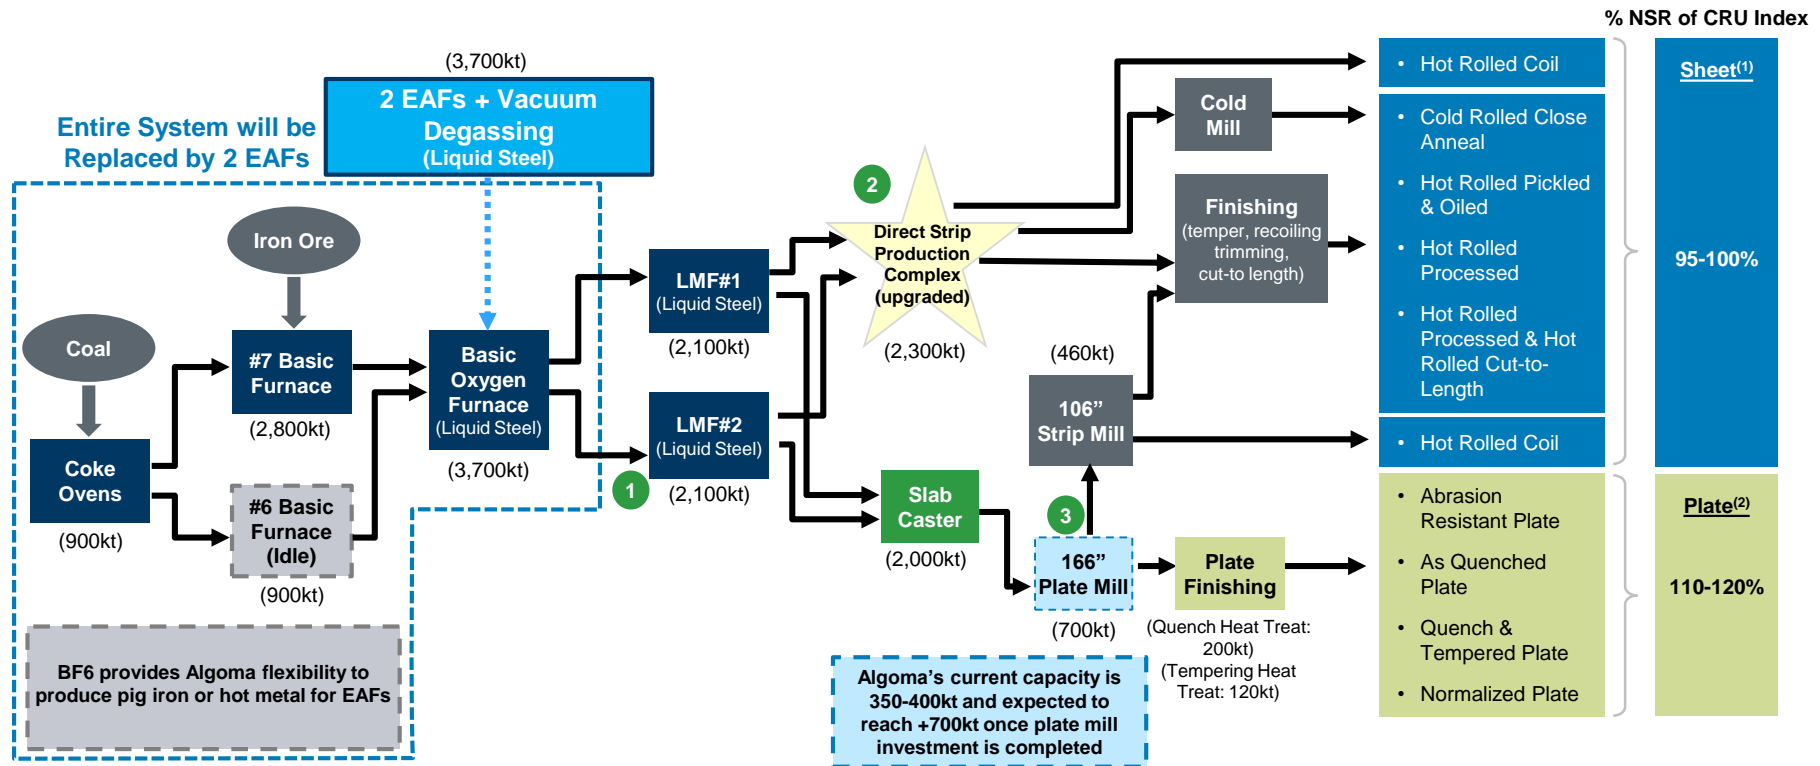 % NSR of CRU Index
(3,700kt)
2 EAFs + Vacuum
Degassing
(Liquid Steel)
Entire System will be
Replaced by 2 EAFs
Iron Ore
Coal
#7 Basic
Furnace
(2,800kt)
Coke
Ovens
(900kt)
#6 Basic
Furnace
(Idle)
(900kt)
BF6 provides Algoma flexibility to
produce pig iron or hot metal for EAFs
Basic
Oxygen
Furnace
(Liquid Steel)
(3,700kt)
1
LMF#1
(Liquid Steel)
(2,100kt)
LMF#2
(Liquid Steel)
(2,100kt)
2
Direct Strip
Production
Complex
(upgraded)
(2,300kt)
Slab
Caster
(2,000kt)
Cold
Mill
Finishing
(temper, recoiling
trimming,
cut-to length)
(460kt)
106”
Strip Mill
3
166”
Plate Mill
(700kt)
Plate
Finishing
(Quench Heat Treat:
200kt)
(Tempering Heat
Treat: 120kt)
Algoma’s current capacity is
350-400kt and expected to
reach +700kt once plate mill
investment is completed
• Hot Rolled Coil
• Cold Rolled Close
Anneal
• Hot Rolled Pickled
& Oiled
• Hot Rolled
Processed
• Hot Rolled
Processed & Hot
Rolled Cut-to-
Length
• Hot Rolled Coil
• Abrasion
Resistant Plate
• As Quenched
Plate
• Quench &
Tempered Plate
• Normalized Plate
Sheet(1)
95-100%
Plate(2)
110-120%